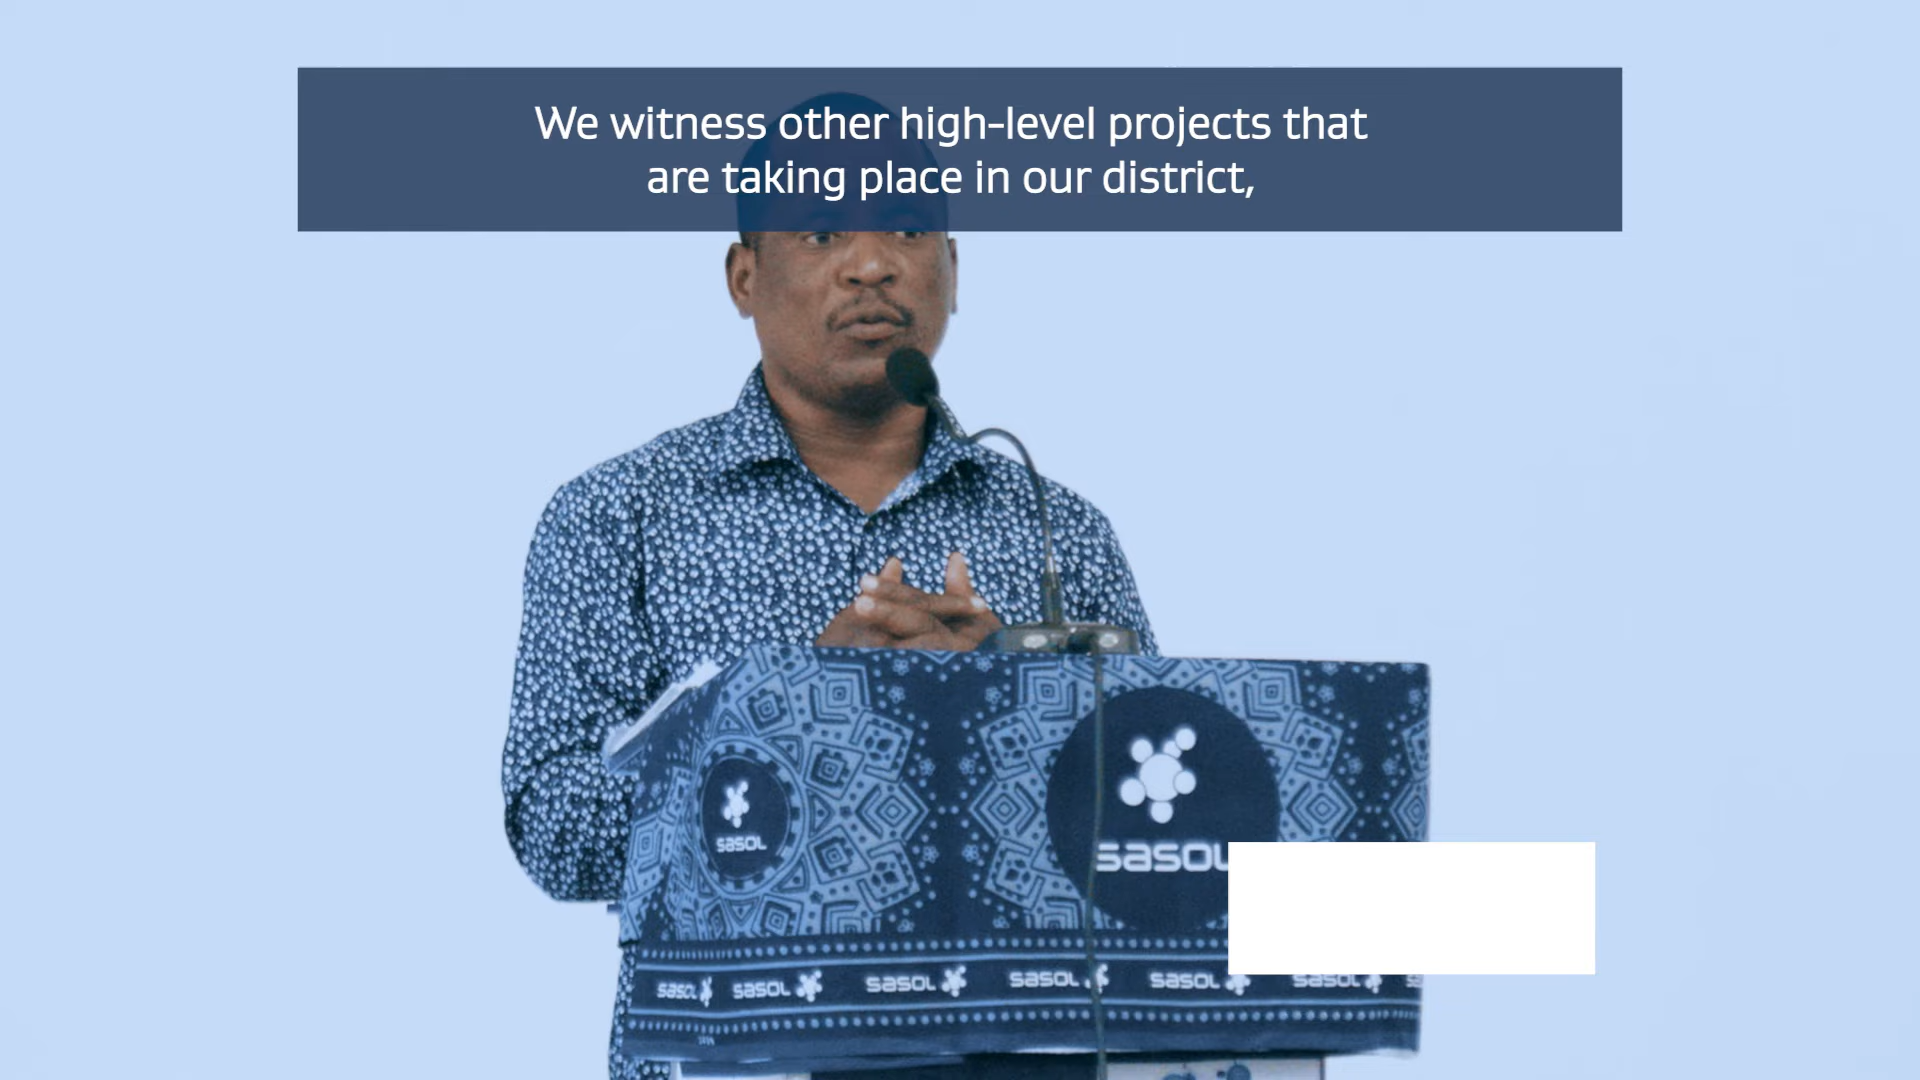 We witness other high-level projects that
are taking place in our district,
sasol
sasol
sasol sasol sasol sasol sasol sasol